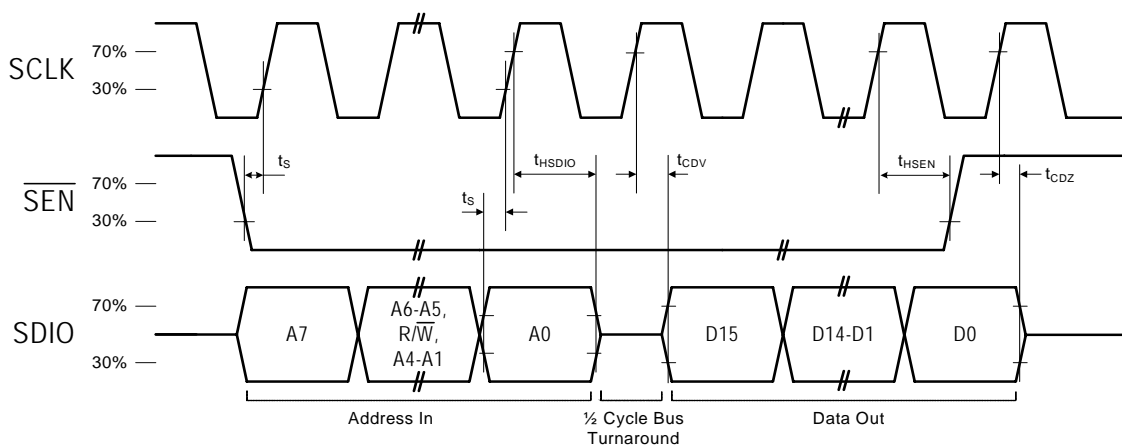 SCLK
70%
30%
tS
tHSDIO
tCDV
tHSEN
tCDZ
SEN
70%
30%
tS
SDIO
70%
30%
A7
A6-A5,
R/W,
A4-A1
A0
D15
D14-D1
D0
Address In
½ Cycle Bus
Turnaround
Data Out